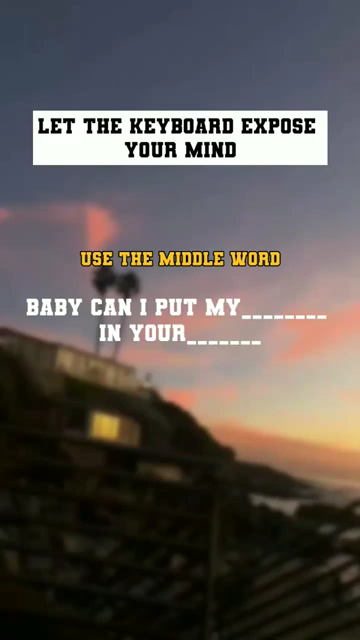 LET THE KEYBOARD EXPOSE
YOUR MIND
USE THE MIDDLE WORD
BABY CAN I PUT MY________
IN YOUR_______